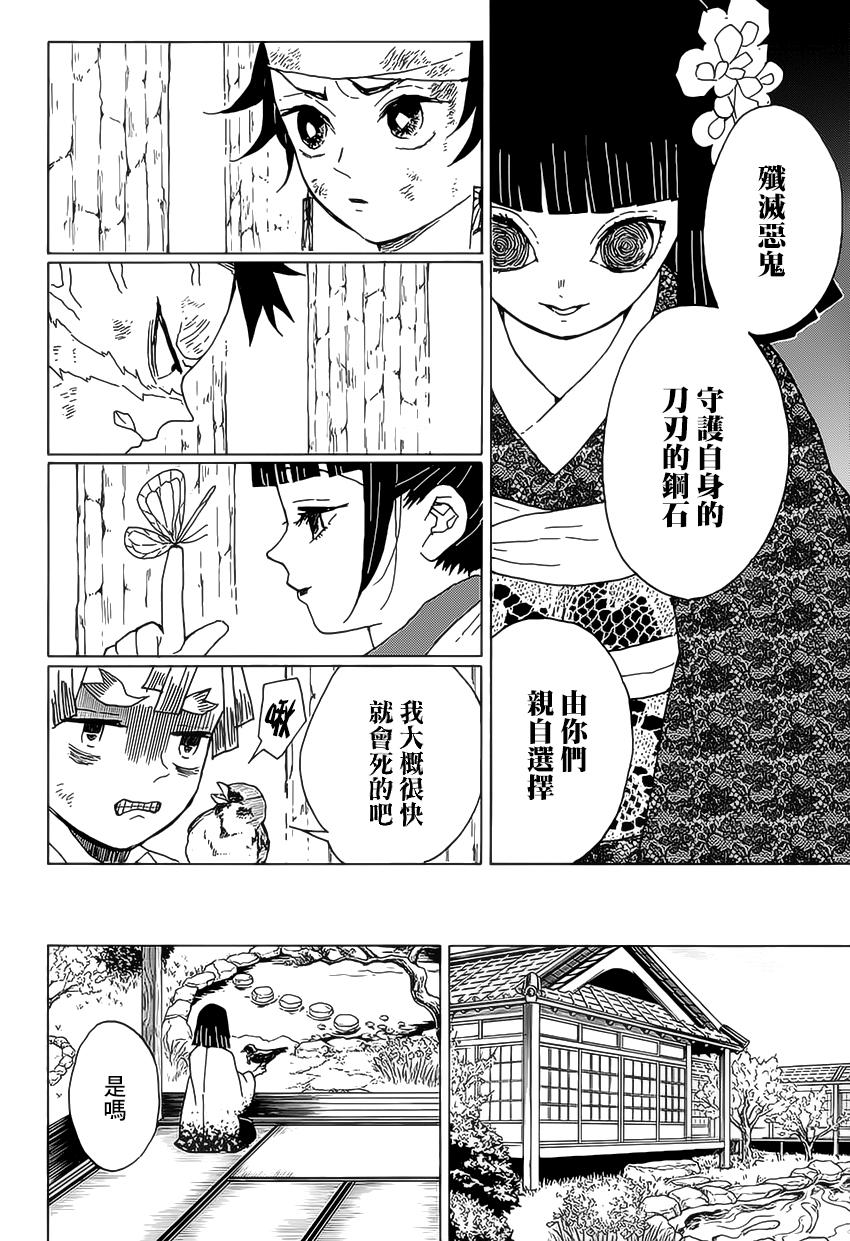 殲滅惡鬼
守護自身的
刀刃的鋼石
由你們
親自選擇
我大概很快
就會死的吧
是嗎